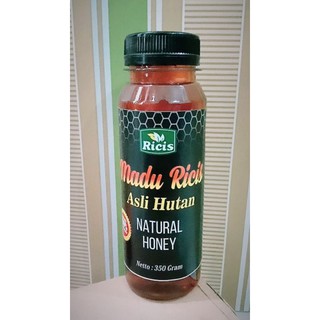 Ricis
Madu Ricis
Asli Hutan
NATURAL
HONEY
Netto : 350 Gram